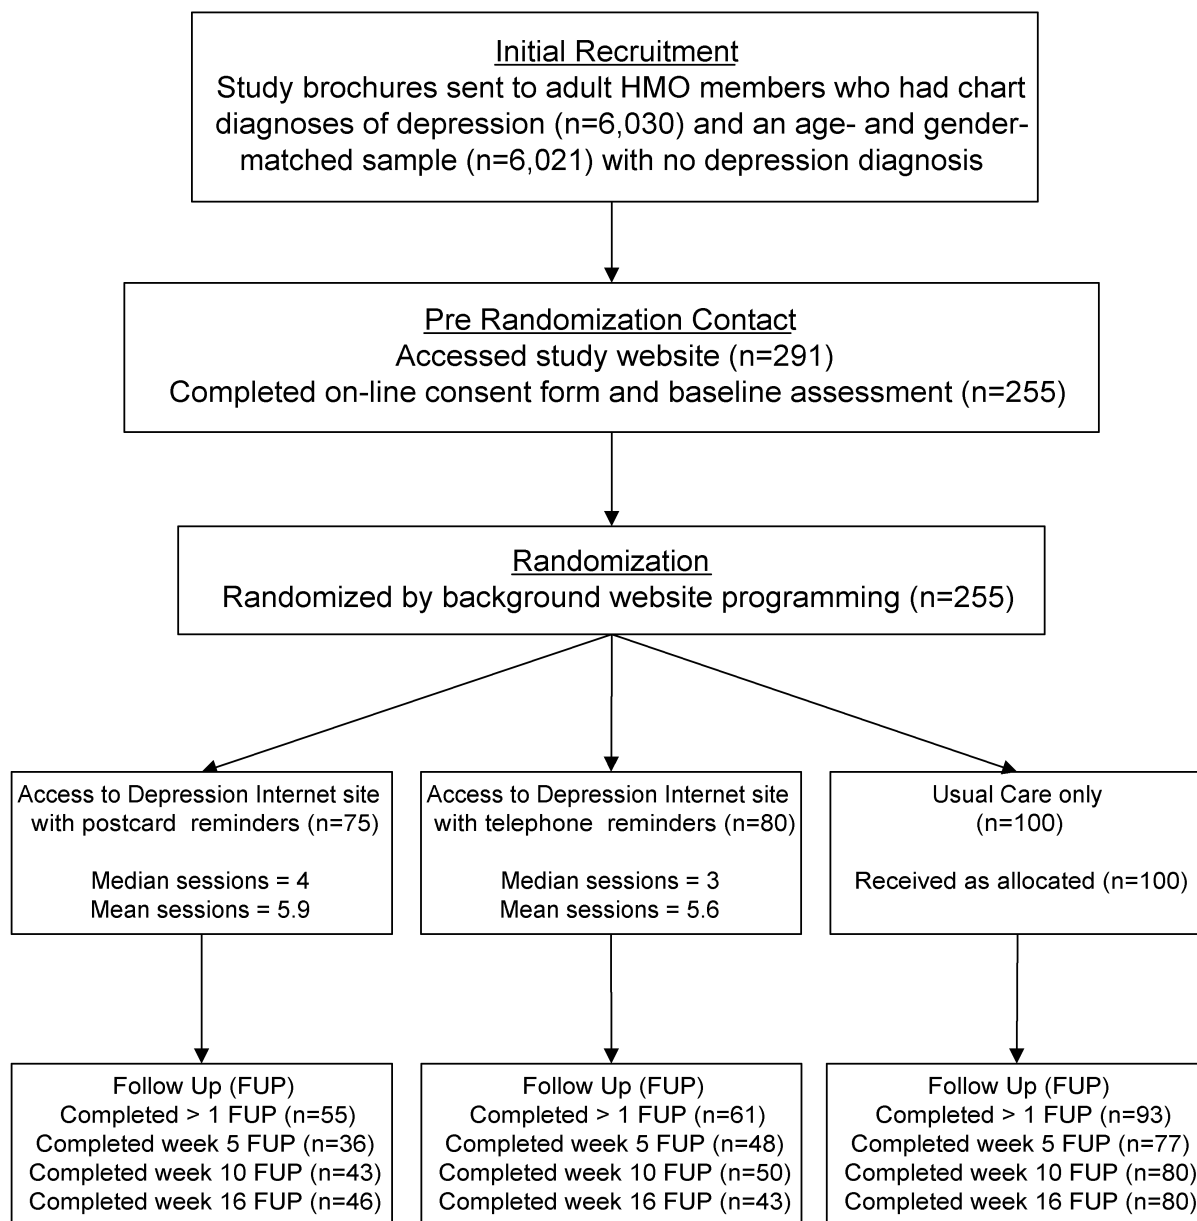 Initial Recruitment
Study brochures sent to adult HMO members who had chart
diagnoses of depression (n=6,030) and an age- and gender-
matched sample (n=6,021) with no depression diagnosis
Pre Randomization Contact
Accessed study website (n=291)
Completed on-line consent form and baseline assessment (n=255)
Randomization
Randomized by background website programming (n=255)
Access to Depression Internet site
with postcard reminders (n=75)
Median sessions = 4
Mean sessions = 5.9
Access to Depression Internet site
with telephone reminders (n=80)
Median sessions = 3
Mean sessions = 5.6
Usual Care only
(n=100)
Received as allocated (n=100)
Follow Up (FUP)
Completed > 1 FUP (n=55)
Completed week 5 FUP (n=36)
Completed week 10 FUP (n=43)
Completed week 16 FUP (n=46)
Follow Up (FUP)
Completed > 1 FUP (n=61)
Completed week 5 FUP (n=48)
Completed week 10 FUP (n=50)
Completed week 16 FUP (n=43)
Follow Up (FUP)
Completed > 1 FUP (n=93)
Completed week 5 FUP (n=77)
Completed week 10 FUP (n=80)
Completed week 16 FUP (n=80)